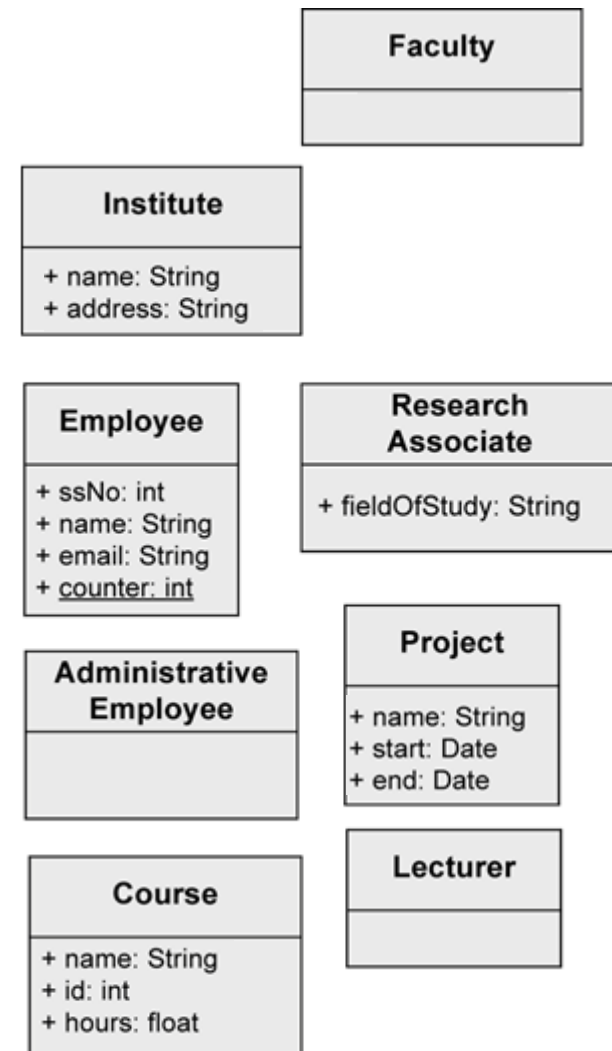 Faculty
Institute
+ name: String
+ address: String
Employee
+ ssNo: int
+ name: String
+ email: String
+ counter: int
Research
Associate
+ fieldOfStudy: String
Administrative
Employee
Project
+ name: String
+ start: Date
+ end: Date
Course
+ name: String
+ id: int
+ hours: float
Lecturer